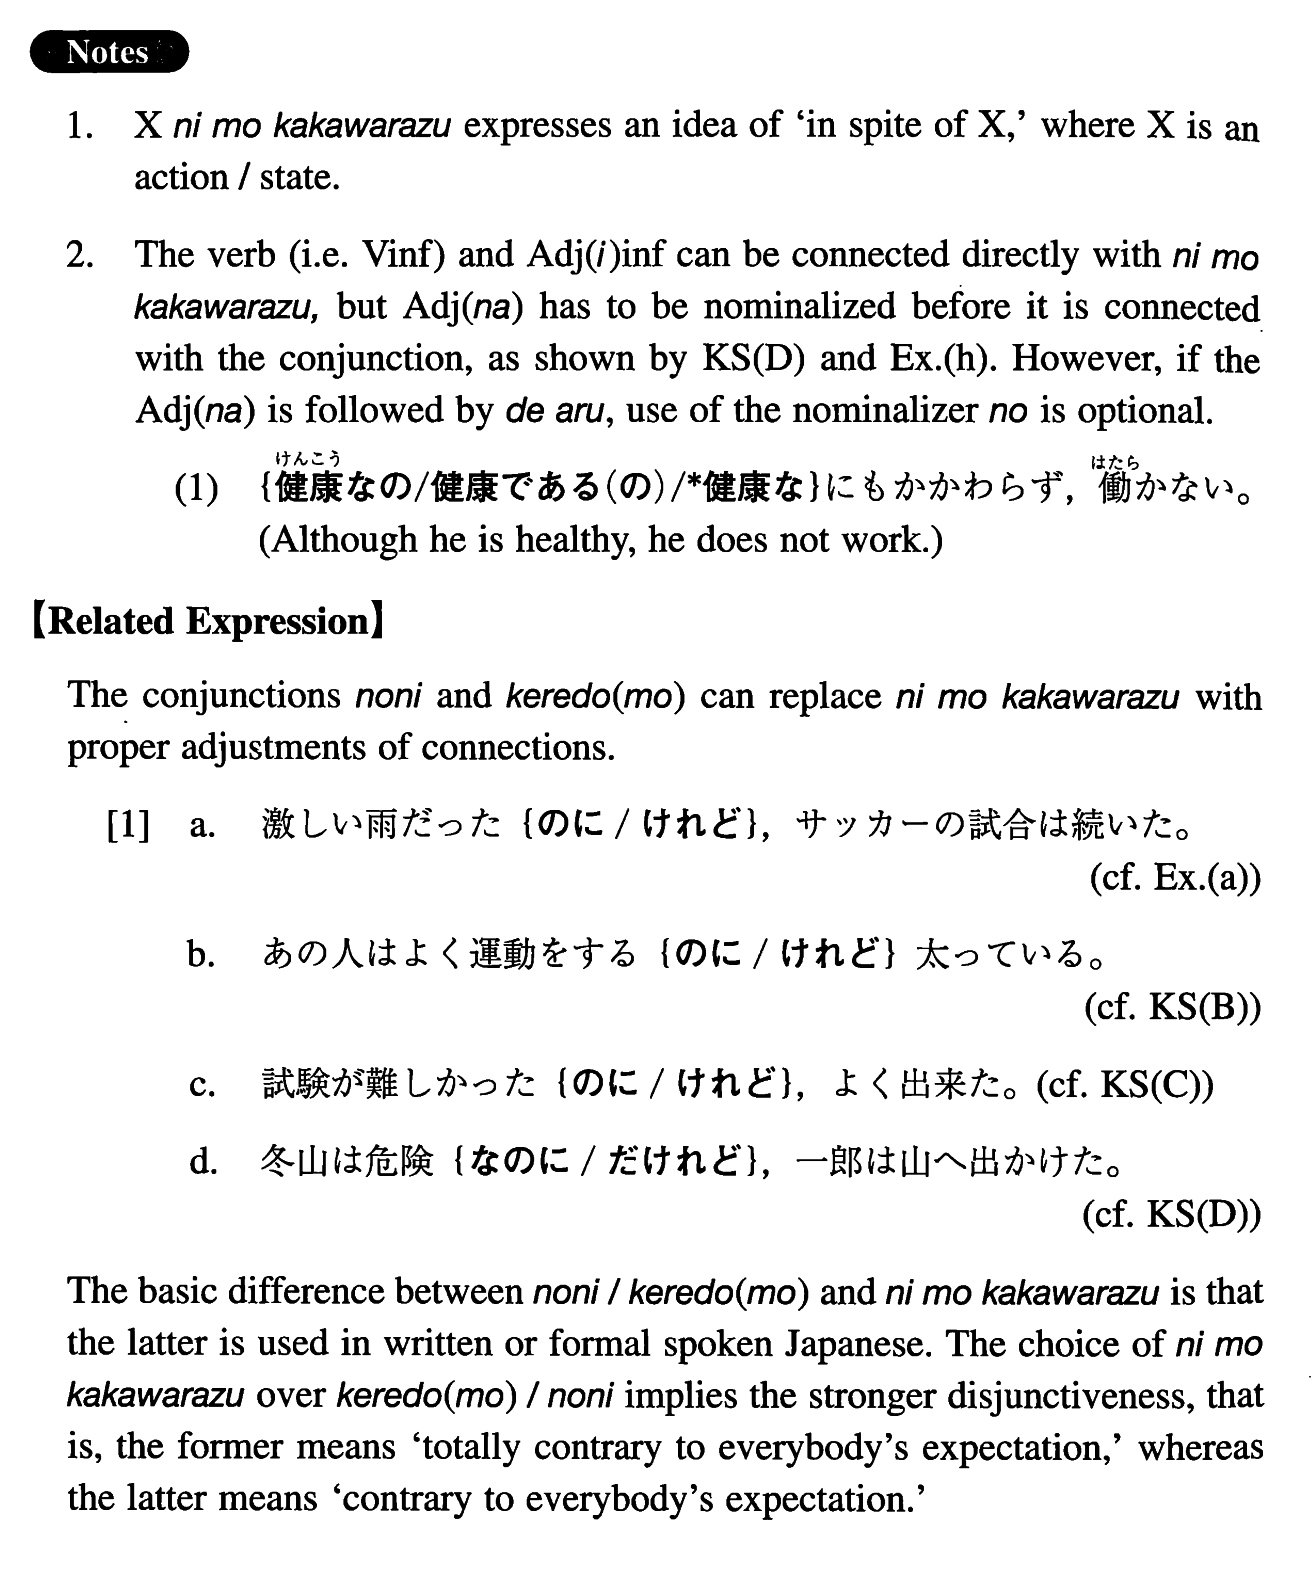 Notes
1. X ni mo kakawarazu expresses an idea of ‘in spite of X,’ where X is an
action / state.
2. The verb (i.e. Vinf) and Adj(i)inf can be connected directly with ni mo
kakawarazu, but Adj(na) has to be nominalized before it is connected
with the conjunction, as shown by KS(D) and Ex.(h). However, if the
Adj(na) is followed by de aru, use of the nominalizer no is optional.
けんこう はたら
(1) {健康なの/健康である(の)/*健康な}にもかかわらず, 働かない。
(Although he is healthy, he does not work.)
【Related Expression】
The conjunctions noni and keredo(mo) can replace ni mo kakawarazu with
proper adjustments of connections.
[1] a. 激しい雨だった {のに / けれど}, サッカーの試合は続いた。
(cf. Ex.(a))
b. あの人はよく運動をする {のに / けれど} 太っている。
(cf. KS(B))
c. 試験が難しかった {のに / けれど}, よく出来た。(cf. KS(C))
d. 冬山は危険 {なのに / だけれど}, 一郎は山へ出かけた。
(cf. KS(D))
The basic difference between noni / keredo(mo) and ni mo kakawarazu is that
the latter is used in written or formal spoken Japanese. The choice of ni mo
kakawarazu over keredo(mo) / noni implies the stronger disjunctiveness, that
is, the former means ‘totally contrary to everybody’s expectation,’ whereas
the latter means ‘contrary to everybody’s expectation.’